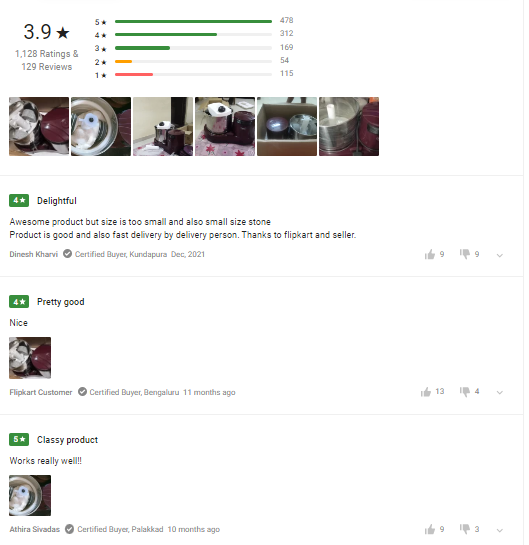 3.9 ★
1,128 Ratings &
129 Reviews
5 ★ 478
4 ★ 312
3 ★ 169
2 ★ 54
1 ★ 115
4 ★ Delightful
Awesome product but size is too small and also small size stone
Product is good and also fast delivery by delivery person. Thanks to flipkart and seller.
Dinesh Kharvi Certified Buyer, Kundapura Dec, 2021 9 9
4 ★ Pretty good
Nice
Flipkart Customer Certified Buyer, Bengaluru 11 months ago 13 4
5 ★ Classy product
Works really well!!
Athira Sivadas Certified Buyer, Palakkad 10 months ago 9 3